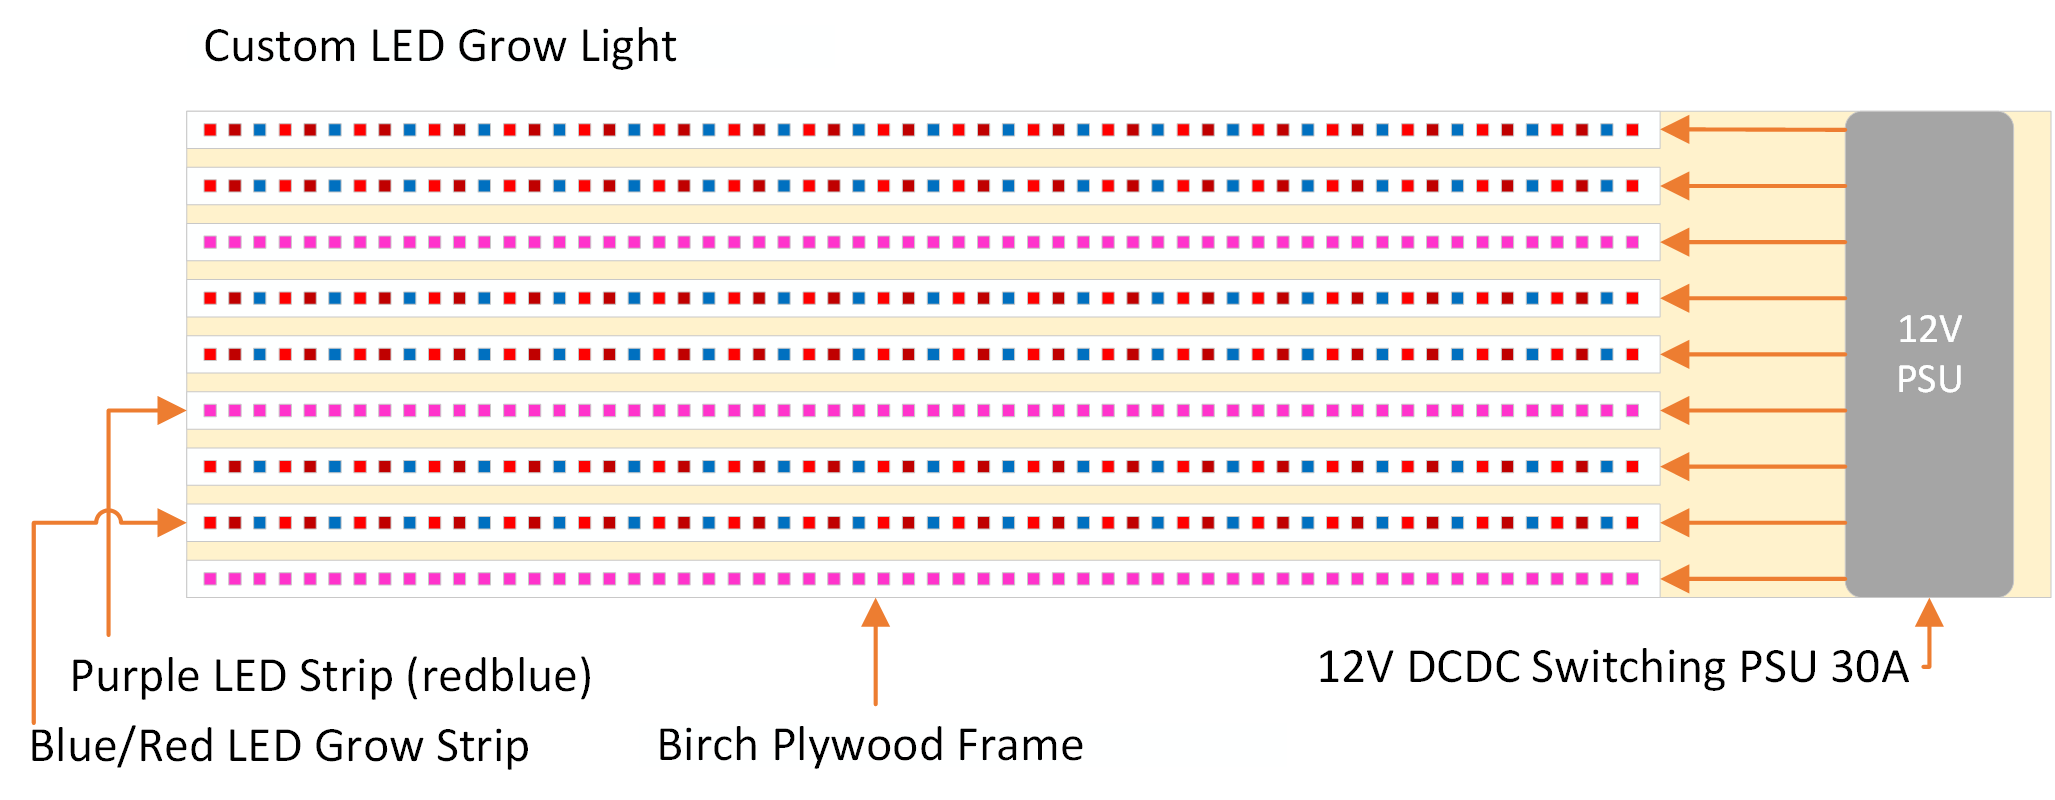 Custom LED Grow Light
12V
PSU
Purple LED Strip (redblue)
12V DCDC Switching PSU 30A
Blue/Red LED Grow Strip
Birch Plywood Frame